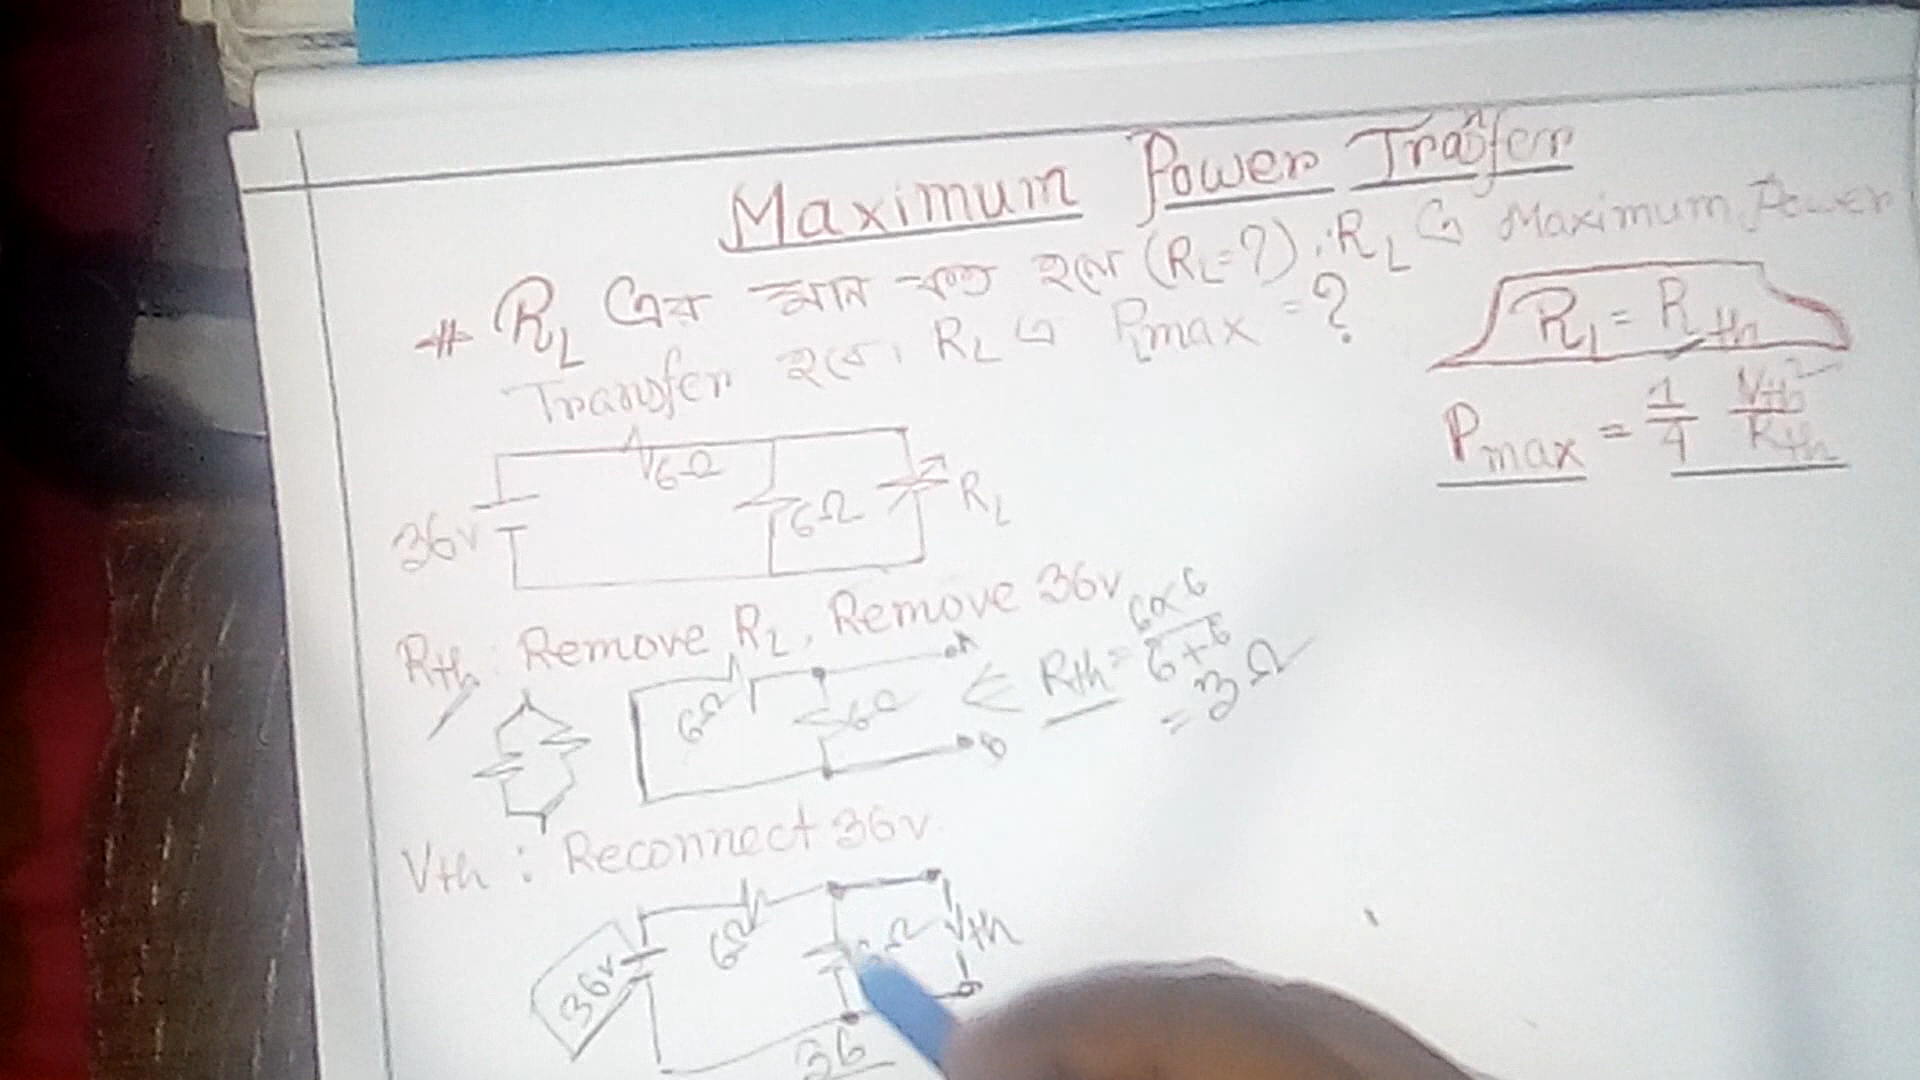 Maximum Power Transfer
# RL এর মান কত হলে (RL=?). RL এ Maximum Power
Transfer হবে। RL এ Pmax = ?
RL = Rth
Pmax = 1/4 Vth²/Rth
36v
6Ω
6Ω
RL
Rth: Remove RL, Remove 36v
6Ω
6Ω
A
B
Rth = 6×6/6+6
= 3Ω
Vth : Reconnect 36v
36v
6Ω
Vth
36